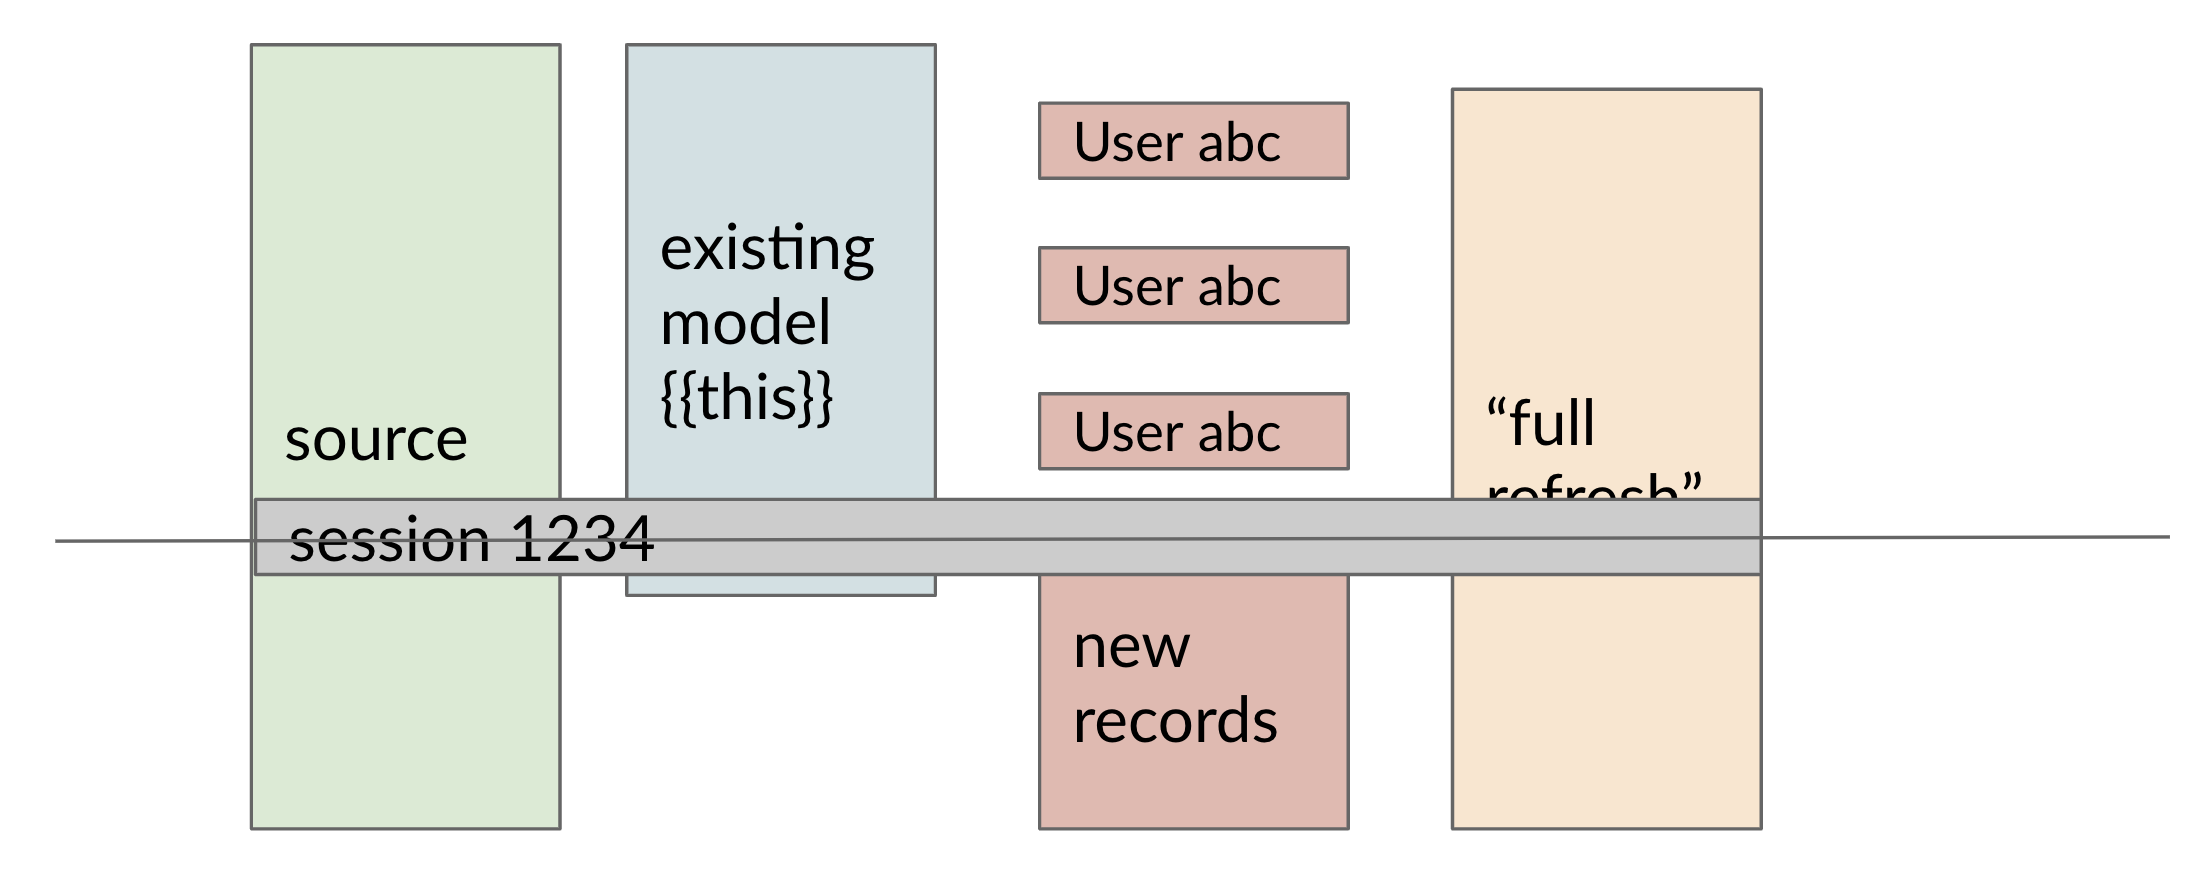 source
existing
model
{{this}}
User abc
User abc
User abc
“full
refresh”
session 1234
new
records